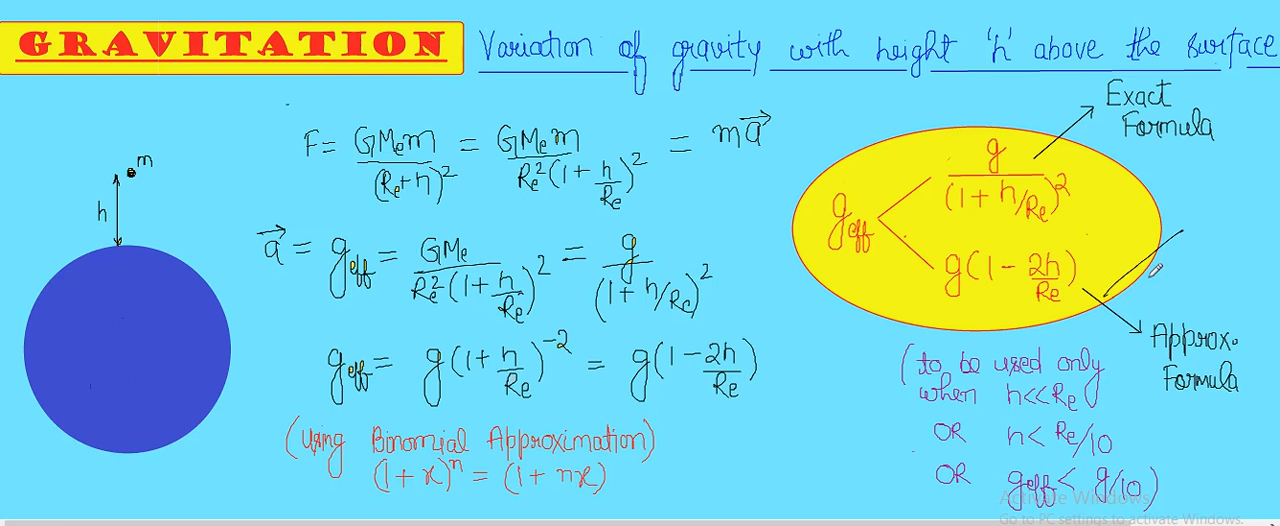 GRAVITATION Variation of gravity with height 'h' above the surface
m
h
F = GMem/(Re+h)² = GMem/Re²(1+h/Re)² = ma⃗
a⃗ = geff = GMe/Re²(1+h/Re)² = g/(1+h/Re)²
geff = g(1+h/Re)⁻² = g(1-2h/Re)
(Using Binomial Approximation)
(1+x)ⁿ = (1+nx)
Exact
Formula
geff
g/(1+h/Re)²
g(1-2h/Re)
Approx.
Formula
(to be used only
when h<<Re
OR h< Re/10
OR geff< g/10)
Activate Windows
Go to PC settings to activate Windows.